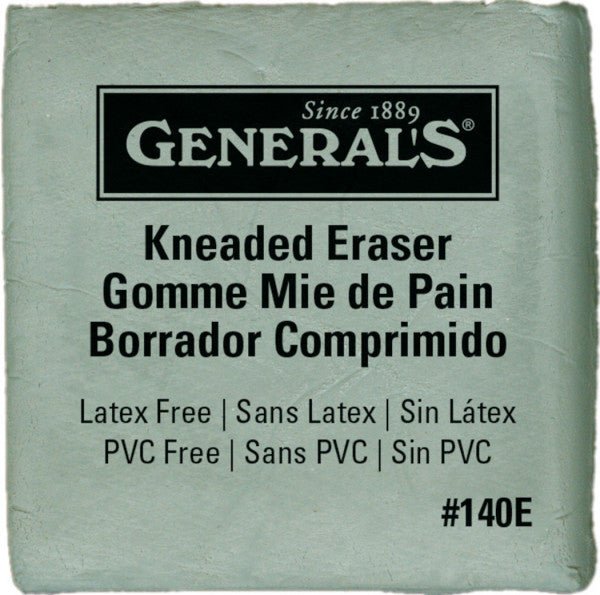 Since 1889
GENERAL'S®
Kneaded Eraser
Gomme Mie de Pain
Borrador Comprimido
Latex Free | Sans Latex | Sin Látex
PVC Free | Sans PVC | Sin PVC
#140E